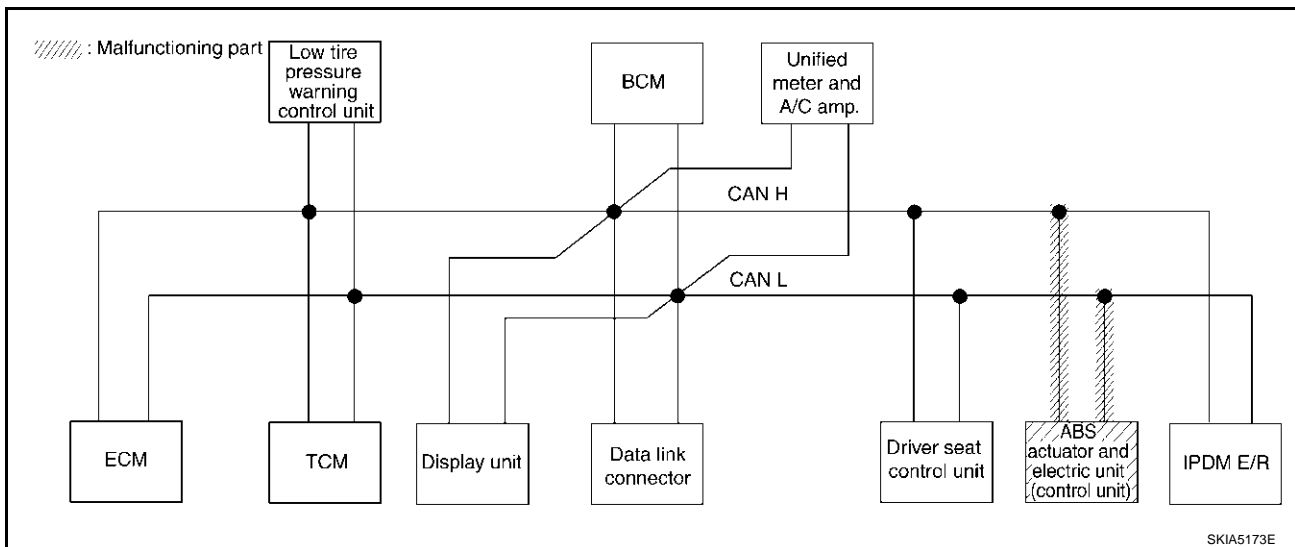 : Malfunctioning part
Low tire
pressure
warning
control unit
BCM
Unified
meter and
A/C amp.
CAN H
CAN L
ECM
TCM
Display unit
Data link
connector
Driver seat
control unit
ABS
actuator and
electric unit
(control unit)
IPDM E/R
SKIA5173E